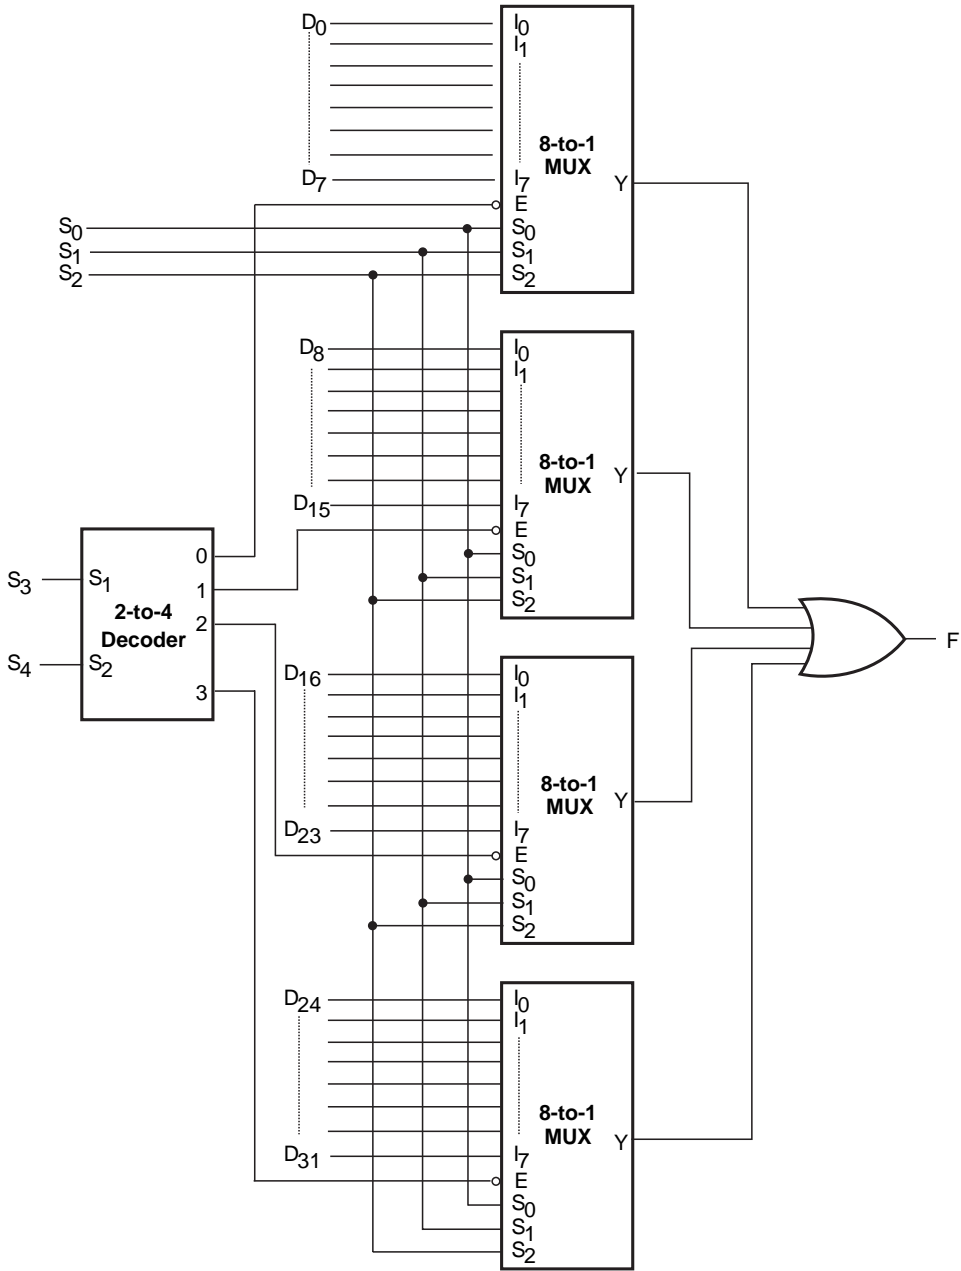 D0
D7
I0
I1
I7
E
S0
S1
S2
8-to-1
MUX
Y
S0
S1
S2
D8
D15
I0
I1
I7
E
S0
S1
S2
8-to-1
MUX
Y
S3
S4
S1
S2
2-to-4
Decoder
0
1
2
3
F
D16
D23
I0
I1
I7
E
S0
S1
S2
8-to-1
MUX
Y
D24
D31
I0
I1
I7
E
S0
S1
S2
8-to-1
MUX
Y